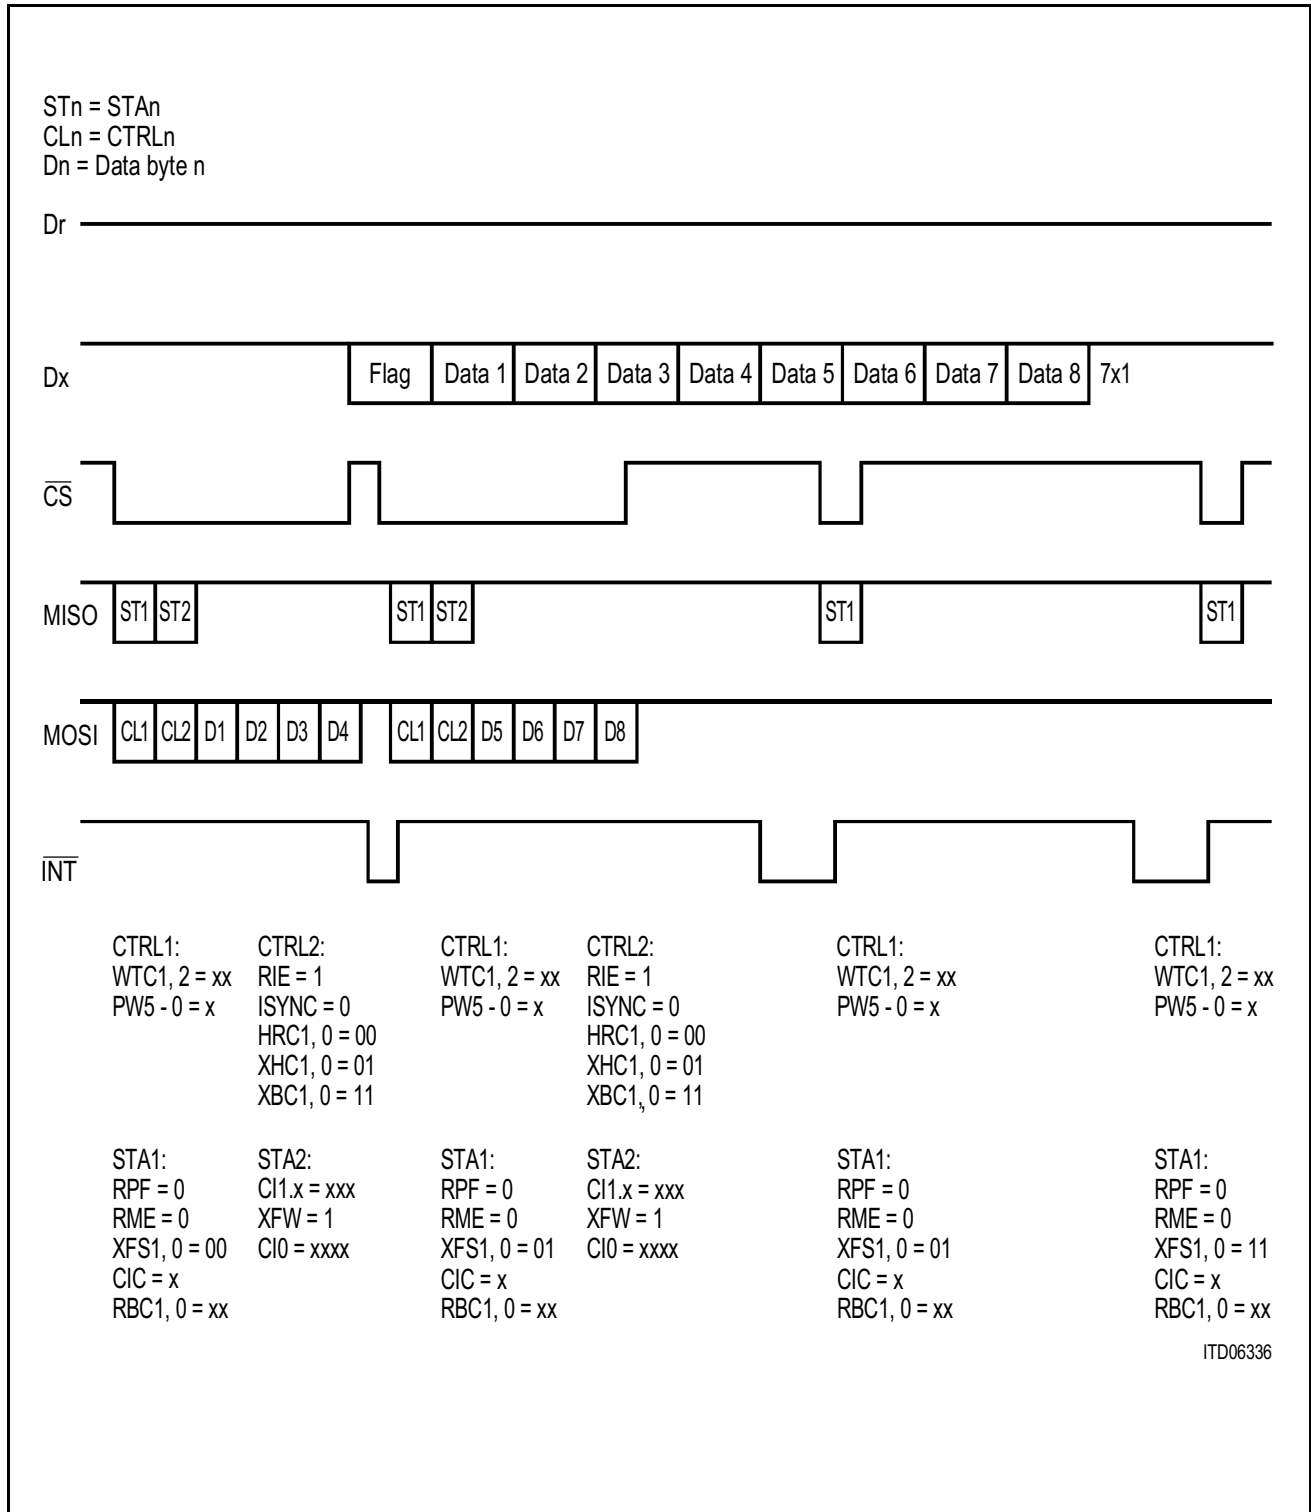 STn = STAn
CLn = CTRLn
Dn = Data byte n
Dr
Dx Flag Data 1 Data 2 Data 3 Data 4 Data 5 Data 6 Data 7 Data 8 7x1
CS
MISO ST1 ST2 ST1 ST2 ST1 ST1
MOSI CL1 CL2 D1 D2 D3 D4 CL1 CL2 D5 D6 D7 D8
INT
CTRL1: CTRL2: CTRL1: CTRL2: CTRL1: CTRL1:
WTC1, 2 = xx RIE = 1 WTC1, 2 = xx RIE = 1 WTC1, 2 = xx WTC1, 2 = xx
PW5 - 0 = x ISYNC = 0 PW5 - 0 = x ISYNC = 0 PW5 - 0 = x PW5 - 0 = x
HRC1, 0 = 00 HRC1, 0 = 00
XHC1, 0 = 01 XHC1, 0 = 01
XBC1, 0 = 11 XBC1,, 0 = 11
STA1: STA2: STA1: STA2: STA1: STA1:
RPF = 0 CI1.x = xxx RPF = 0 CI1.x = xxx RPF = 0 RPF = 0
RME = 0 XFW = 1 RME = 0 XFW = 1 RME = 0 RME = 0
XFS1, 0 = 00 CI0 = xxxx XFS1, 0 = 01 CI0 = xxxx XFS1, 0 = 01 XFS1, 0 = 11
CIC = x CIC = x CIC = x CIC = x
RBC1, 0 = xx RBC1, 0 = xx RBC1, 0 = xx RBC1, 0 = xx
ITD06336